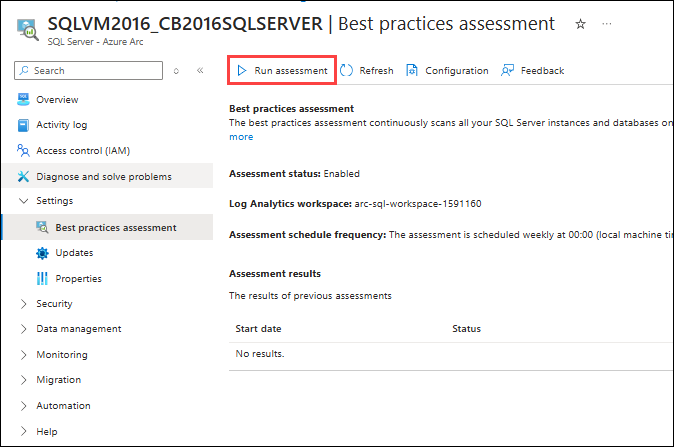 SQLVM2016_CB2016SQLSERVER | Best practices assessment
SQL Server - Azure Arc
Search
Run assessment
Refresh
Configuration
Feedback
Overview
Activity log
Access control (IAM)
Diagnose and solve problems
Settings
Best practices assessment
Updates
Properties
Security
Data management
Monitoring
Migration
Automation
Help
Best practices assessment
The best practices assessment continuously scans all your SQL Server instances and databases on
more
Assessment status: Enabled
Log Analytics workspace: arc-sql-workspace-1591160
Assessment schedule frequency: The assessment is scheduled weekly at 00:00 (local machine
Assessment results
The results of previous assessments
Start date Status
No results.